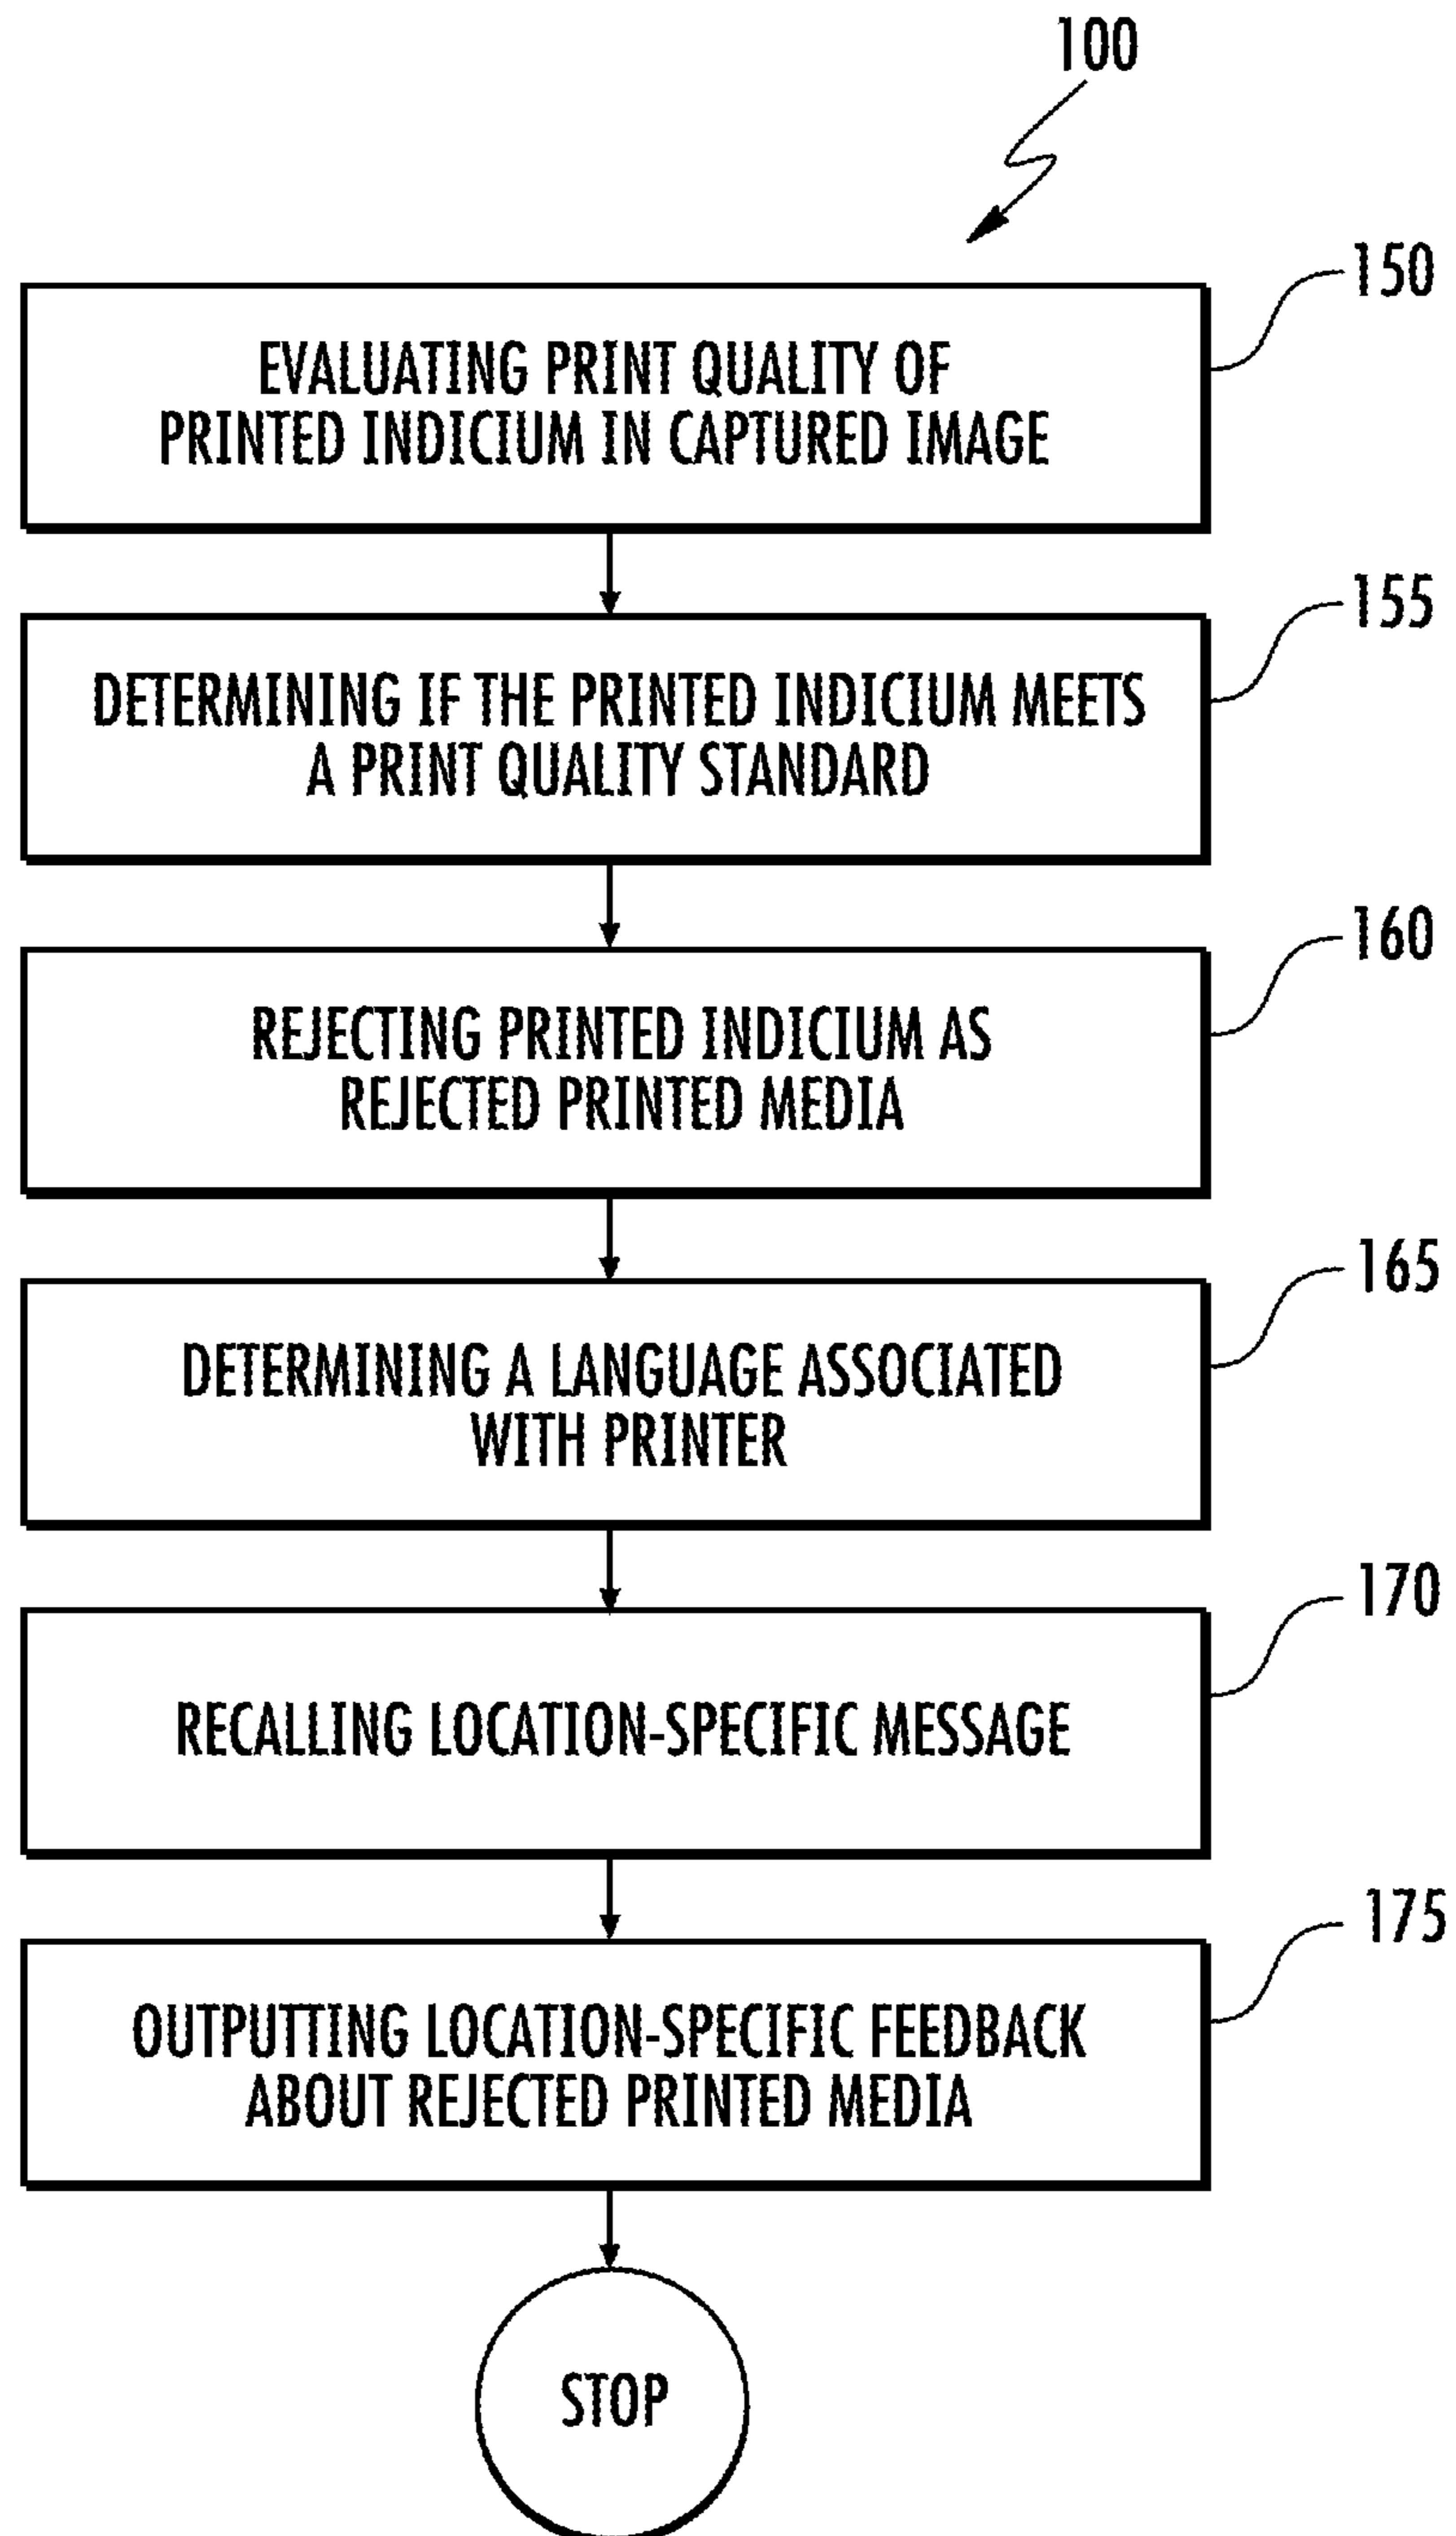 100
150
EVALUATING PRINT QUALITY OF
PRINTED INDICIUM IN CAPTURED IMAGE
155
DETERMINING IF THE PRINTED INDICIUM MEETS
A PRINT QUALITY STANDARD
160
REJECTING PRINTED INDICIUM AS
REJECTED PRINTED MEDIA
165
DETERMINING A LANGUAGE ASSOCIATED
WITH PRINTER
170
RECALLING LOCATION-SPECIFIC MESSAGE
175
OUTPUTTING LOCATION-SPECIFIC FEEDBACK
ABOUT REJECTED PRINTED MEDIA
STOP